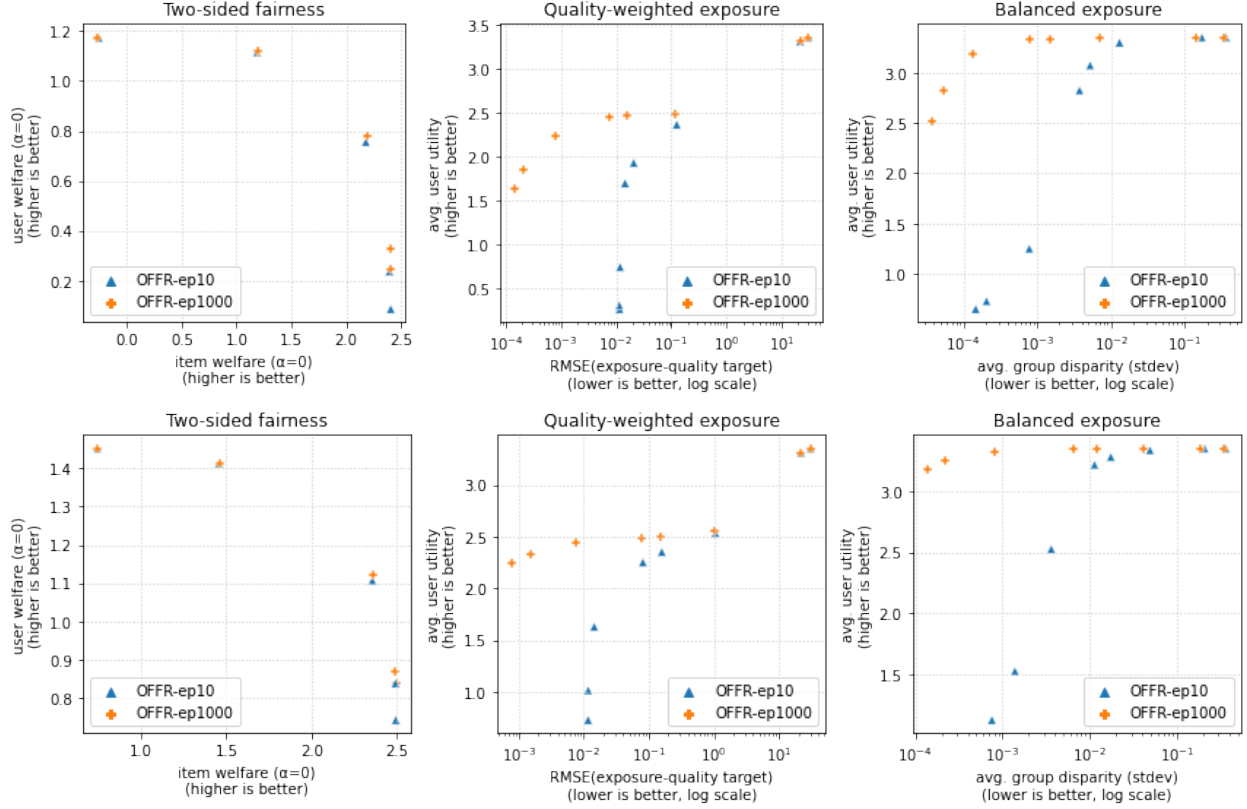 Two-sided fairness
user welfare (α=0)
(higher is better)
1.2
1.0
0.8
0.6
0.4
0.2
OFFR-ep10
OFFR-ep1000
0.0 0.5 1.0 1.5 2.0 2.5
item welfare (α=0)
(higher is better)
Quality-weighted exposure
avg. user utility
(higher is better)
3.5
3.0
2.5
2.0
1.5
1.0
0.5
OFFR-ep10
OFFR-ep1000
10⁻⁴ 10⁻³ 10⁻² 10⁻¹ 10⁰ 10¹
RMSE(exposure-quality target)
(lower is better, log scale)
Balanced exposure
avg. user utility
(higher is better)
3.0
2.5
2.0
1.5
1.0
OFFR-ep10
OFFR-ep1000
10⁻⁴ 10⁻³ 10⁻² 10⁻¹
avg. group disparity (stdev)
(lower is better, log scale)
Two-sided fairness
user welfare (α=0)
(higher is better)
1.4
1.3
1.2
1.1
1.0
0.9
0.8
OFFR-ep10
OFFR-ep1000
1.0 1.5 2.0 2.5
item welfare (α=0)
(higher is better)
Quality-weighted exposure
avg. user utility
(higher is better)
3.0
2.5
2.0
1.5
1.0
OFFR-ep10
OFFR-ep1000
10⁻³ 10⁻² 10⁻¹ 10⁰ 10¹
RMSE(exposure-quality target)
(lower is better, log scale)
Balanced exposure
avg. user utility
(higher is better)
3.0
2.5
2.0
1.5
OFFR-ep10
OFFR-ep1000
10⁻⁴ 10⁻³ 10⁻² 10⁻¹
avg. group disparity (stdev)
(lower is better, log scale)